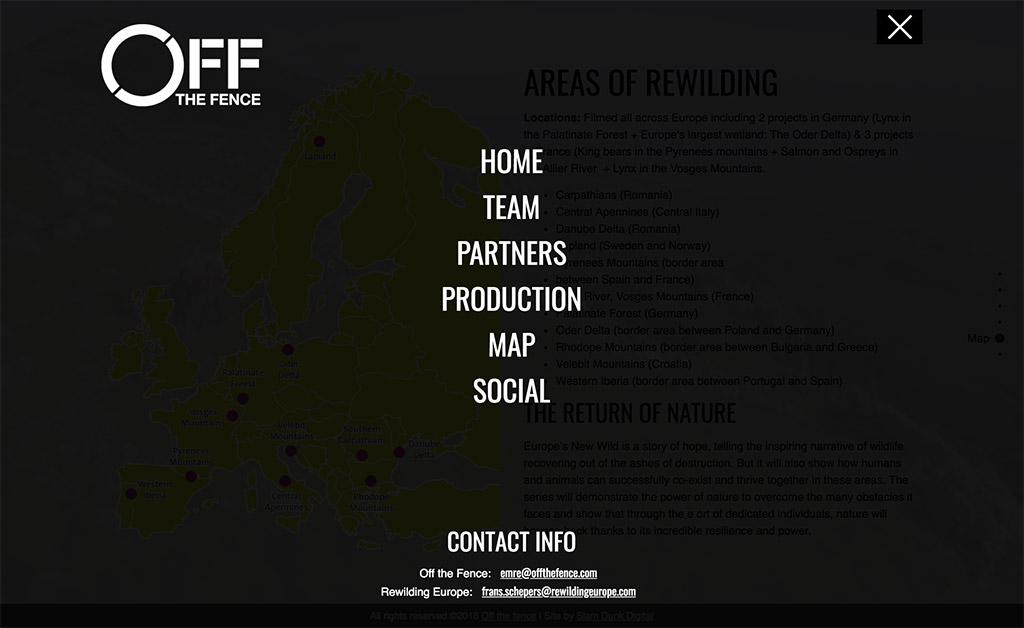 OFF
THE FENCE
AREAS OF REWILDING
Locations: Filmed all across Europe including 2 projects in Germany (Lynx in
the Palatinate Forest + Europe's largest wetland: The Oder Delta) & 3 projects
rance (King bears in the Pyrenees mountains + Salmon and Ospreys in
Allier River + Lynx in the Vosges Mountains.
Carpathians (Romania)
Central Apennines (Central Italy)
Danube Delta (Romania)
pland (Sweden and Norway)
yrenees Mountains (border area
between Spain and France)
River, Vosges Mountains (France)
Palatinate Forest (Germany)
Oder Delta (border area between Poland and Germany)
Rhodope Mountains (border area between Bulgaria and Greece)
Velebit Mountains (Croatia)
Western Iberia (border area between Portugal and Spain)
THE RETURN OF NATURE
Europe's New Wild is a story of hope, telling the inspiring narrative of wildlife
recovering out of the ashes of destruction. But it will also show how humans
and animals can successfully co-exist and thrive together in these areas. The
series will demonstrate the power of nature to overcome the many obstacles it
faces and show that through the e ort of dedicated individuals, nature will
back thanks to its incredible resilience and power.
HOME
TEAM
PARTNERS
PRODUCTION
MAP
SOCIAL
Lapland
Oder
Delta
Palatinate
Forest
Vosges
Mountains
Velebit
Mountains
Southern
Carpathians
Danube
Delta
Pyrenees
Mountains
Western
Iberia
Central
Apennines
Rhodope
Mountains
Map
CONTACT INFO
Off the Fence: emre@offthefence.com
Rewilding Europe: frans.schepers@rewildingeurope.com
All rights reserved ©2018 Off the fence | Site by Slam Dunk Digital